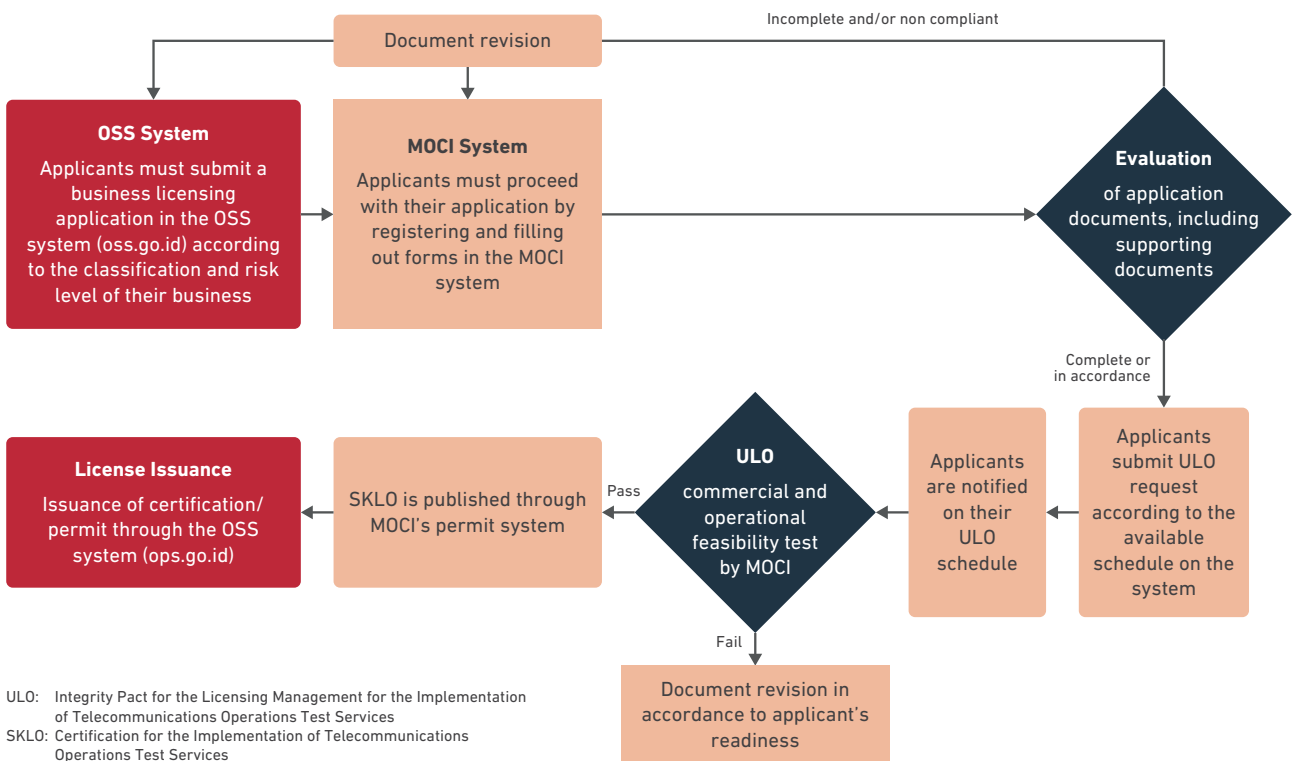 Incomplete and/or non compliant
Document revision
OSS System
Applicants must submit a
business licensing
application in the OSS
system (oss.go.id) according
to the classification and risk
level of their business
MOCI System
Applicants must proceed
with their application by
registering and filling
out forms in the MOCI
system
Evaluation
of application
documents, including
supporting
documents
Complete or
in accordance
Applicants
submit ULO
request
according to the
available
schedule on the
system
Applicants
are notified
on their
ULO
schedule
ULO
commercial and
operational
feasibility test
by MOCI
Pass
SKLO is published through
MOCI’s permit system
License Issuance
Issuance of certification/
permit through the OSS
system (ops.go.id)
Fail
Document revision in
accordance to applicant’s
readiness
ULO: Integrity Pact for the Licensing Management for the Implementation
of Telecommunications Operations Test Services
SKLO: Certification for the Implementation of Telecommunications
Operations Test Services